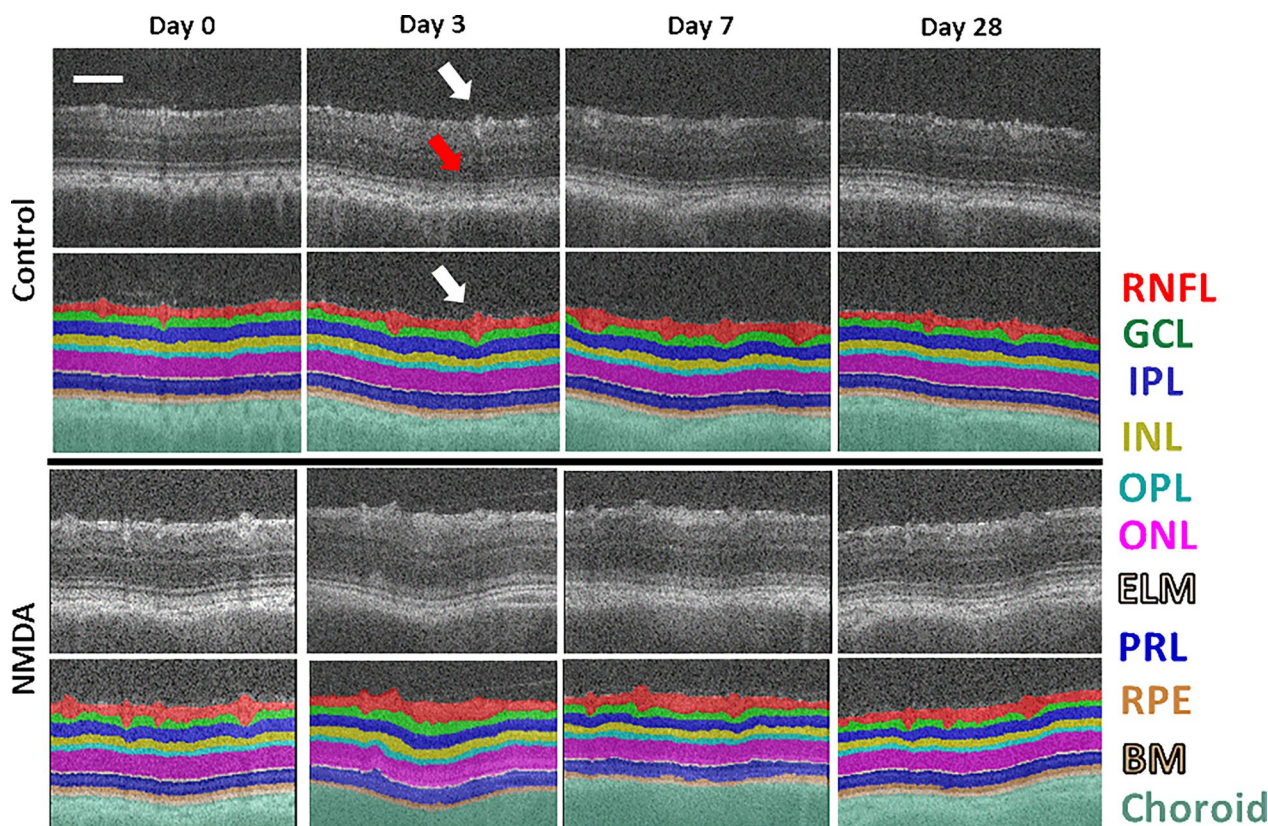 Day 0 Day 3 Day 7 Day 28
Control
NMDA
RNFL
GCL
IPL
INL
OPL
ONL
ELM
PRL
RPE
BM
Choroid